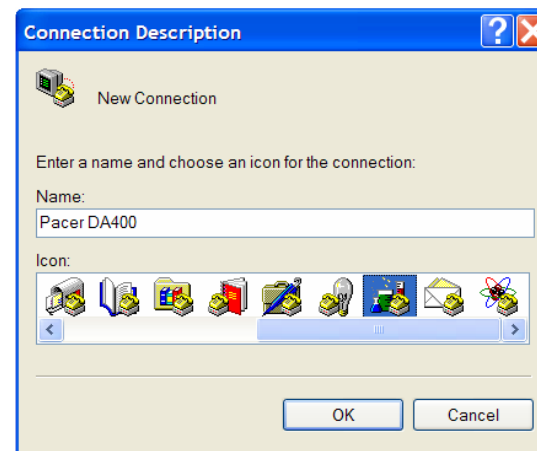 Connection Description
New Connection
Enter a name and choose an icon for the connection:
Name:
Pacer DA400
Icon:
OK
Cancel